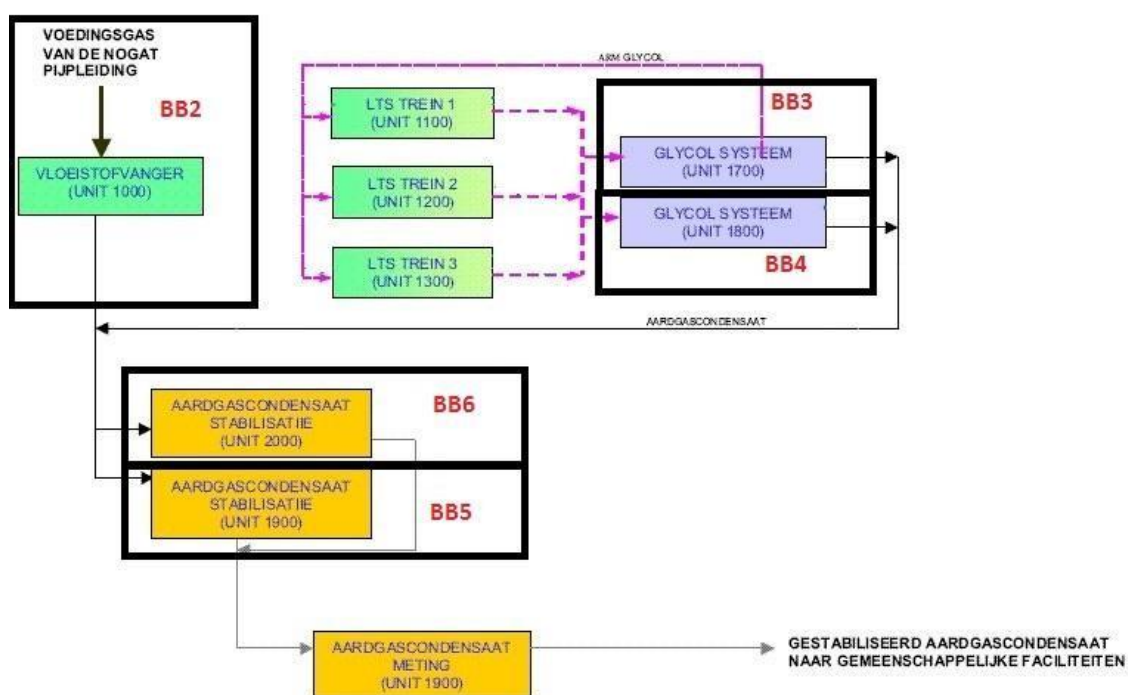 VOEDINGSGAS
VAN DE NOGAT
PIJPLEIDING
BB2
VLOEISTOFVANGER
(UNIT 1000)
ARM GLYCOL
LTS TREIN 1
(UNIT 1100)
LTS TREIN 2
(UNIT 1200)
LTS TREIN 3
(UNIT 1300)
BB3
GLYCOL SYSTEEM
(UNIT 1700)
GLYCOL SYSTEEM
(UNIT 1800)
BB4
AARDGASCONDENSAAT
AARDGASCONDENSAAT
STABILISATIIE
(UNIT 2000)
BB6
AARDGASCONDENSAAT
STABILISATIIE
(UNIT 1900)
BB5
AARDGASCONDENSAAT
METING
(UNIT 1900)
GESTABILISEERD AARDGASCONDENSAAT
NAAR GEMEENSCHAPPELIJKE FACILITEITEN